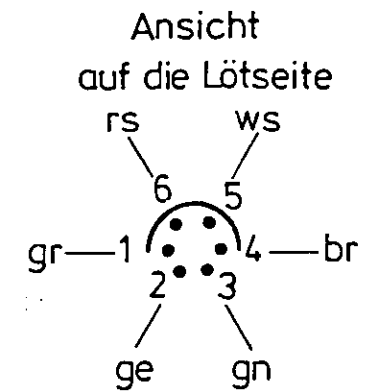 Ansicht
auf die Lötseite
rs ws
6 5
gr 1 4 br
2 3
ge gn